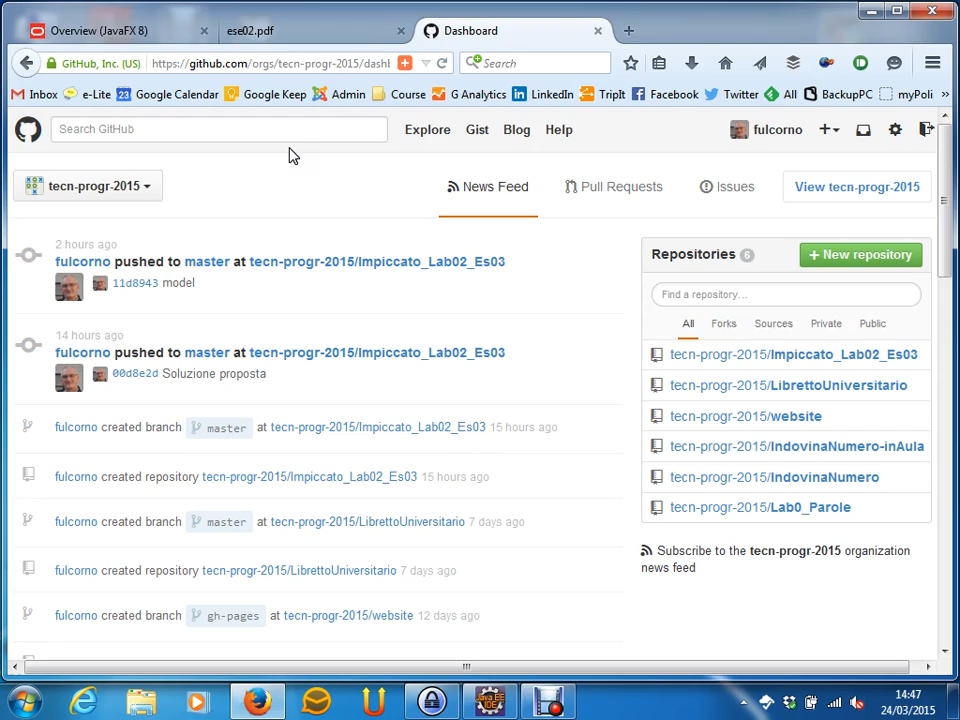 Overview (JavaFX 8)
ese02.pdf
Dashboard
GitHub, Inc. (US)
https://github.com/orgs/tecn-progr-2015/dashb
Search
Inbox
e-Lite
23
Google Calendar
Google Keep
Admin
Course
G Analytics
LinkedIn
TripIt
Facebook
Twitter
All
BackupPC
myPoli
»
Search GitHub
Explore
Gist
Blog
Help
fulcorno
tecn-progr-2015
News Feed
Pull Requests
Issues
View tecn-progr-2015
2 hours ago
fulcorno pushed to master at tecn-progr-2015/Impiccato_Lab02_Es03
11d8943 model
14 hours ago
fulcorno pushed to master at tecn-progr-2015/Impiccato_Lab02_Es03
00d8e2d Soluzione proposta
fulcorno created branch master at tecn-progr-2015/Impiccato_Lab02_Es03 15 hours ago
fulcorno created repository tecn-progr-2015/Impiccato_Lab02_Es03 15 hours ago
fulcorno created branch master at tecn-progr-2015/LibrettoUniversitario 7 days ago
fulcorno created repository tecn-progr-2015/LibrettoUniversitario 7 days ago
fulcorno created branch gh-pages at tecn-progr-2015/website 12 days ago
Repositories 6
+ New repository
Find a repository…
All
Forks
Sources
Private
Public
tecn-progr-2015/Impiccato_Lab02_Es03
tecn-progr-2015/LibrettoUniversitario
tecn-progr-2015/website
tecn-progr-2015/IndovinaNumero-inAula
tecn-progr-2015/IndovinaNumero
tecn-progr-2015/Lab0_Parole
Subscribe to the tecn-progr-2015 organization
news feed
Java EE
IDE
14:47
24/03/2015